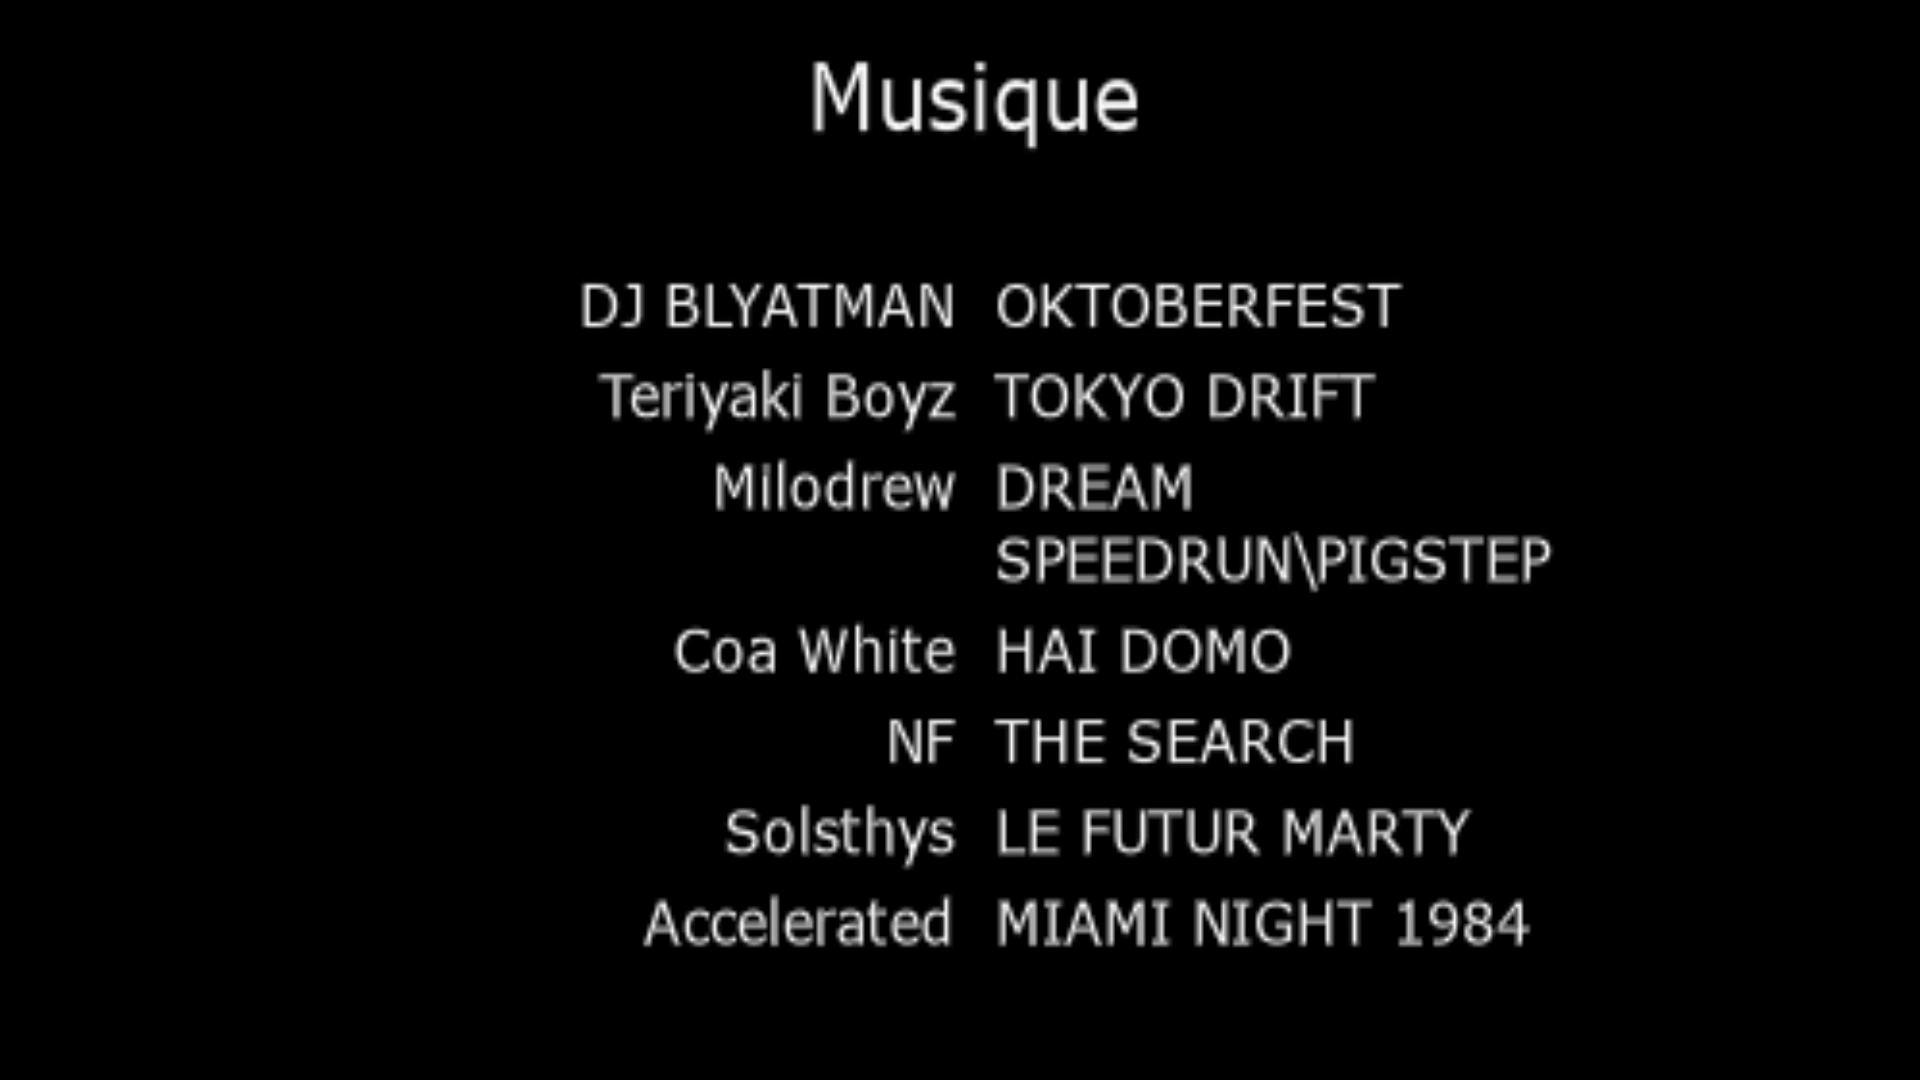 Musique
DJ BLYATMAN OKTOBERFEST
Teriyaki Boyz TOKYO DRIFT
Milodrew DREAM
SPEEDRUN\PIGSTEP
Coa White HAI DOMO
NF THE SEARCH
Solsthys LE FUTUR MARTY
Accelerated MIAMI NIGHT 1984